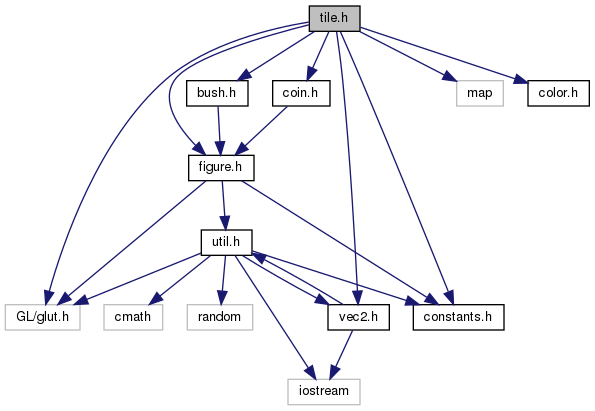 tile.h
bush.h
coin.h
map
color.h
figure.h
util.h
GL/glut.h
cmath
random
vec2.h
constants.h
iostream